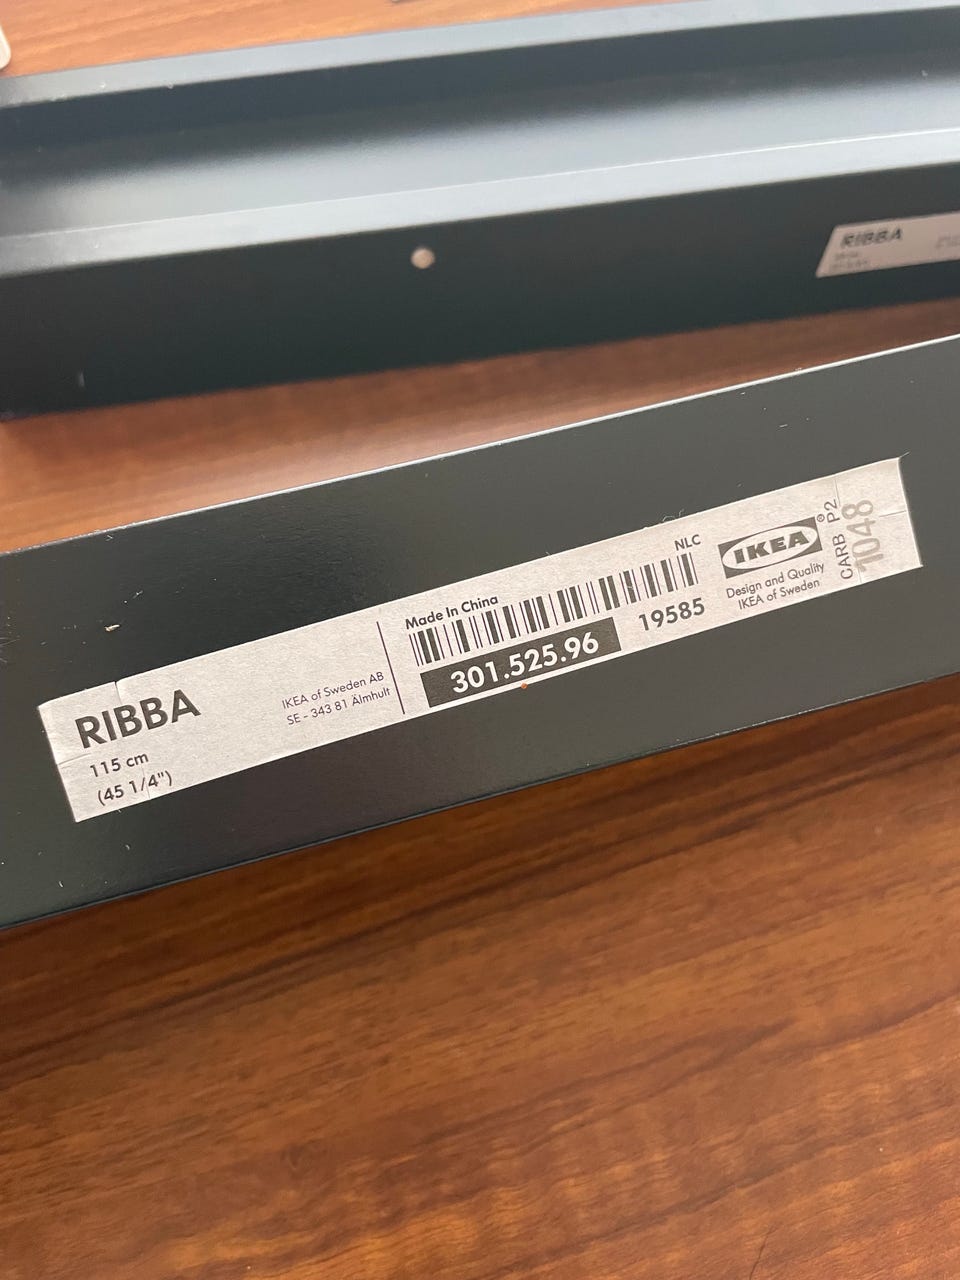 RIBBA
RIBBA
115 cm
(45 1/4")
IKEA of Sweden AB
SE - 343 81 Älmhult
Made In China
NLC
301.525.96
19585
IKEA®
Design and Quality
IKEA of Sweden
CARB P2
1048